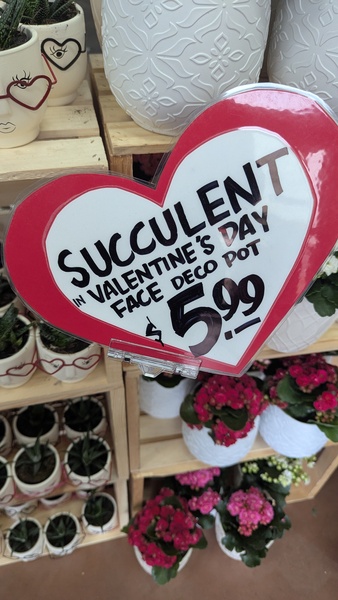 SUCCULENT
IN VALENTINE'S DAY
FACE DECO POT
$5.99